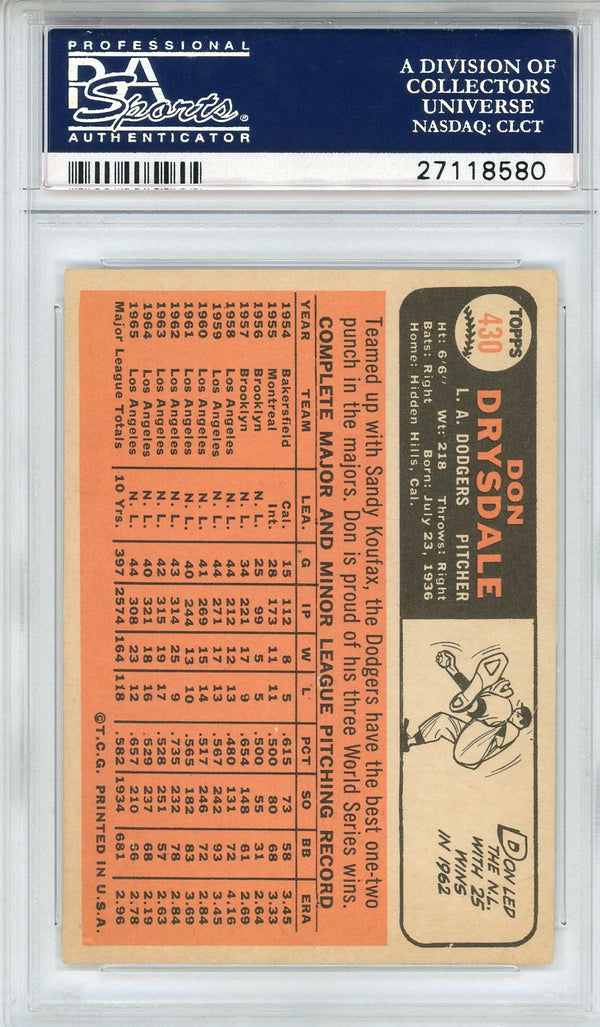 PROFESSIONAL
PSA
Sports®
AUTHENTICATOR
A DIVISION OF
COLLECTORS
UNIVERSE
NASDAQ: CLCT
27118580
TOPPS
430
DON
DRYSDALE
L. A. DODGERS PITCHER
Ht: 6'6" Wt: 218 Throws: Right
Bats: Right Born: July 23, 1936
Home: Hidden Hills, Cal.
DON LED
THE N.L.
WITH 25
WINS
IN 1962
Teamed up with Sandy Koufax, the Dodgers have the best one-two
punch in the majors. Don is proud of his three World Series wins.
COMPLETE MAJOR AND MINOR LEAGUE PITCHING RECORD
YEAR TEAM LEA. G IP W L PCT SO BB ERA
1954 Bakersfield Cal. 15 112 8 5 .615 73 58 3.45
1955 Montreal Int. 28 173 11 11 .500 80 68 3.33
1956 Brooklyn N. L. 25 99 5 5 .500 55 31 2.64
1957 Brooklyn N. L. 34 221 17 9 .654 148 61 2.69
1958 Los Angeles N. L. 44 212 12 13 .480 131 72 4.16
1959 Los Angeles N. L. 44 271 17 13 .567 242 93 3.45
1960 Los Angeles N. L. 41 269 15 14 .517 246 72 2.84
1961 Los Angeles N. L. 40 244 13 10 .565 182 83 3.69
1962 Los Angeles N. L. 43 314 25 9 .735 232 78 2.84
1963 Los Angeles N. L. 42 315 19 17 .528 251 57 2.63
1964 Los Angeles N. L. 40 321 18 16 .529 237 68 2.19
1965 Los Angeles N. L. 44 308 23 12 .657 210 96 2.78
Major League Totals 10 Yrs. 397 2574 164 118 .582 1934 681 2.96
©T.C.G. PRINTED IN U.S.A.